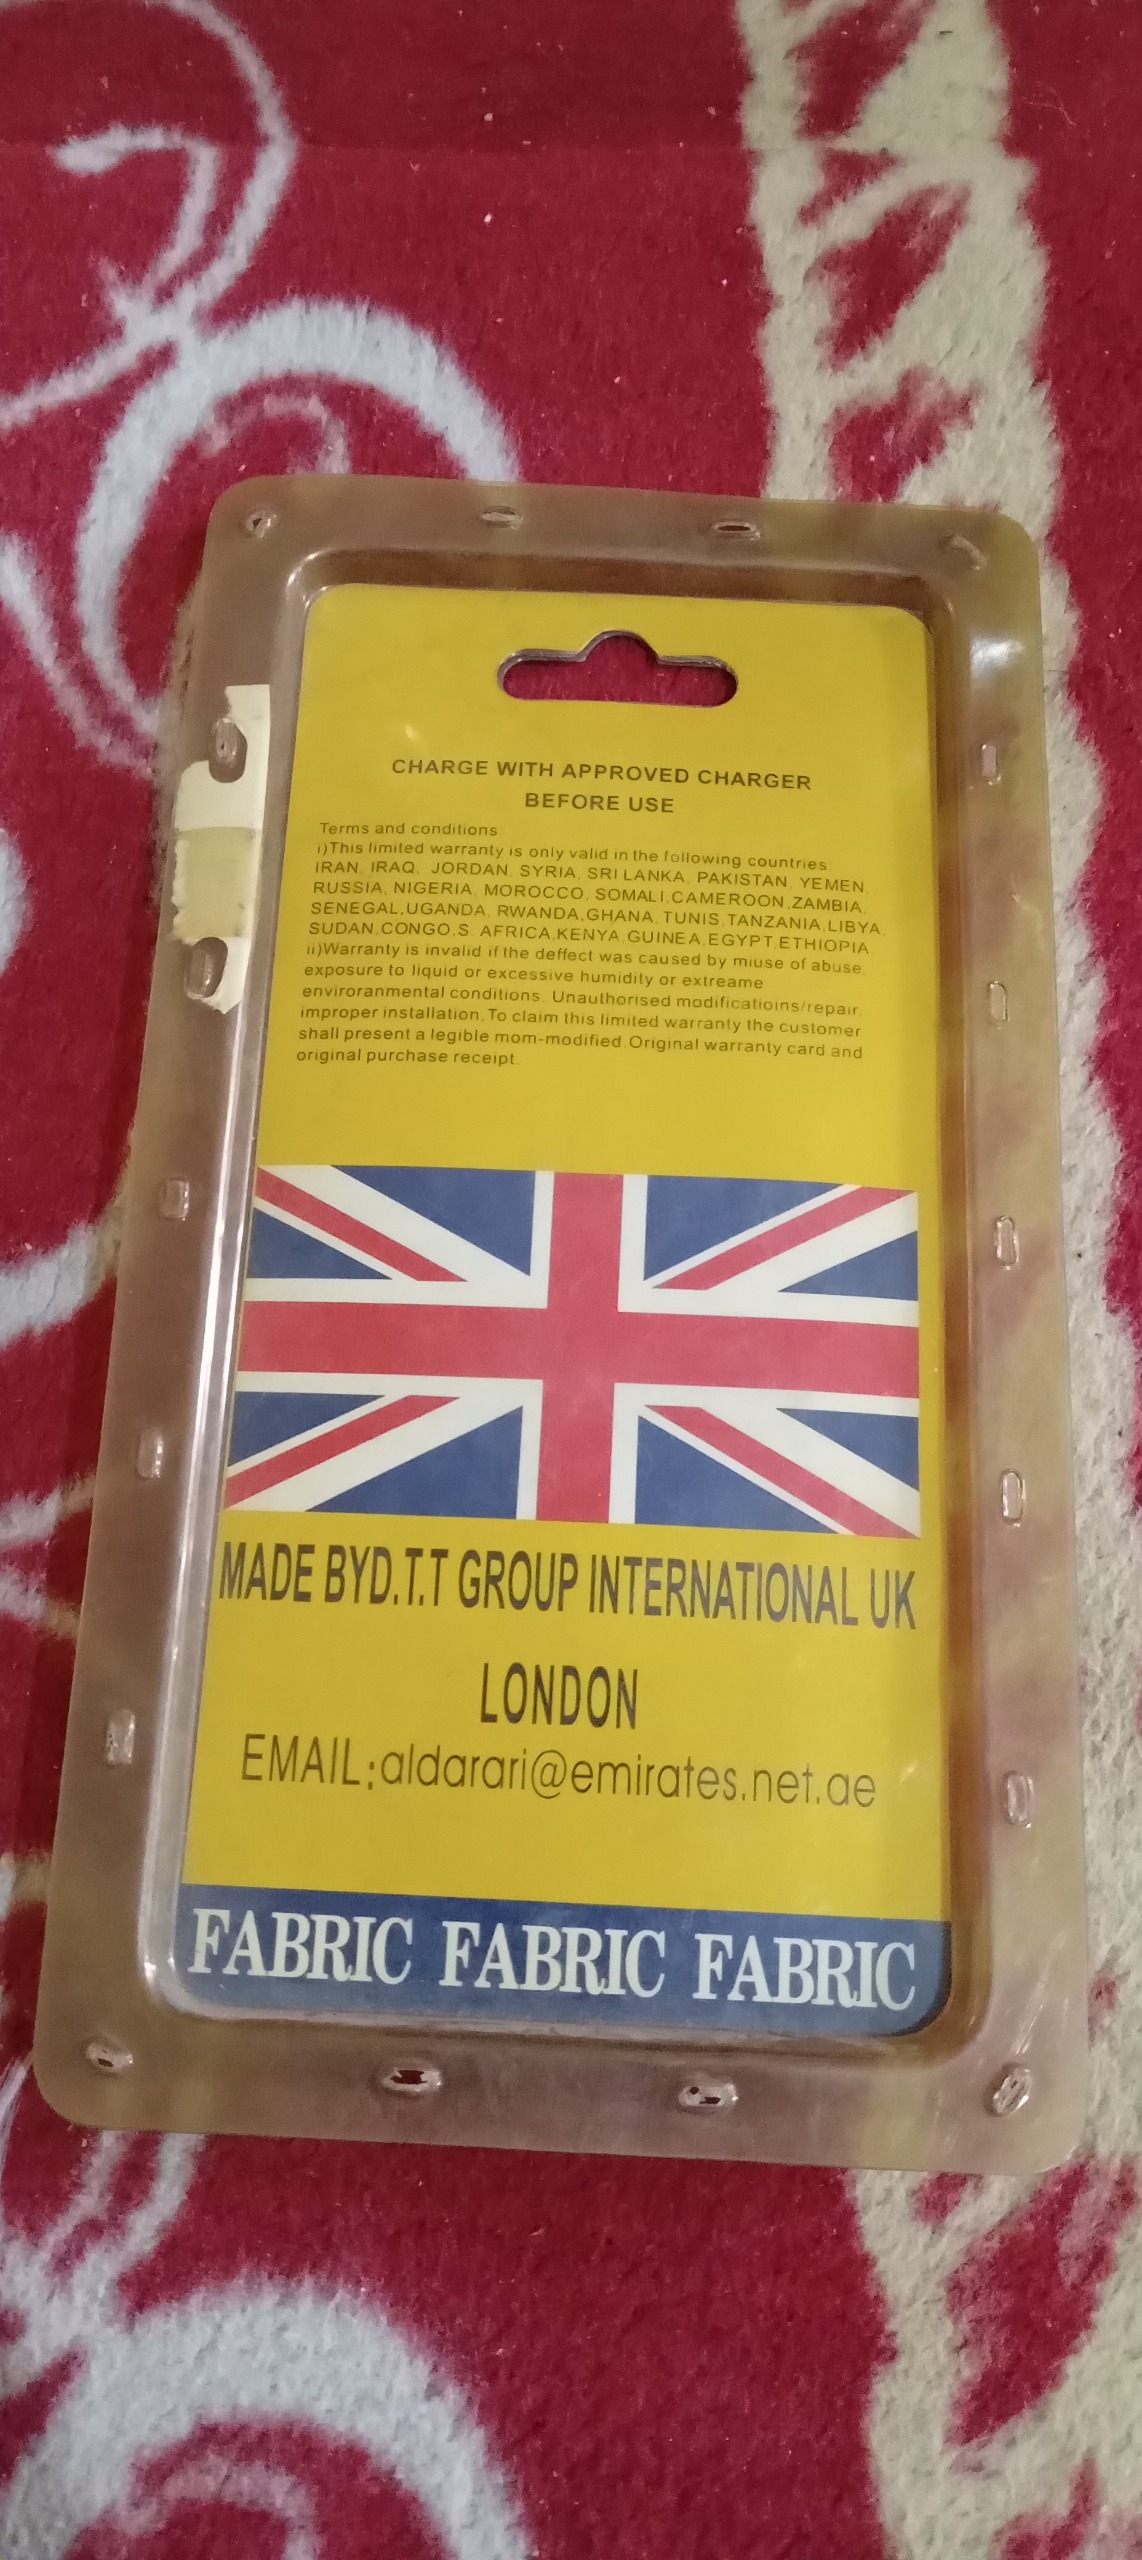 CHARGE WITH APPROVED CHARGER
BEFORE USE
Terms and conditions
i)This limited warranty is only valid in the following countries:
IRAN, IRAQ, JORDAN, SYRIA, SRI LANKA, PAKISTAN, YEMEN,
RUSSIA, NIGERIA, MOROCCO, SOMALI,CAMEROON,ZAMBIA,
SENEGAL,UGANDA, RWANDA,GHANA, TUNIS,TANZANIA,LIBYA,
SUDAN,CONGO,S. AFRICA,KENYA,GUINEA,EGYPT,ETHIOPIA
ii)Warranty is invalid if the deffect was caused by miuse of abuse,
exposure to liquid or excessive humidity or extreame
enviroranmental conditions, Unauthorised modificatioins/repair,
improper installation,To claim this limited warranty the customer
shall present a legible mom-modified.Original warranty card and
original purchase receipt.
MADE BYD.T.T GROUP INTERNATIONAL UK
LONDON
EMAIL:aldarari@emirates.net.ae
FABRIC FABRIC FABRIC